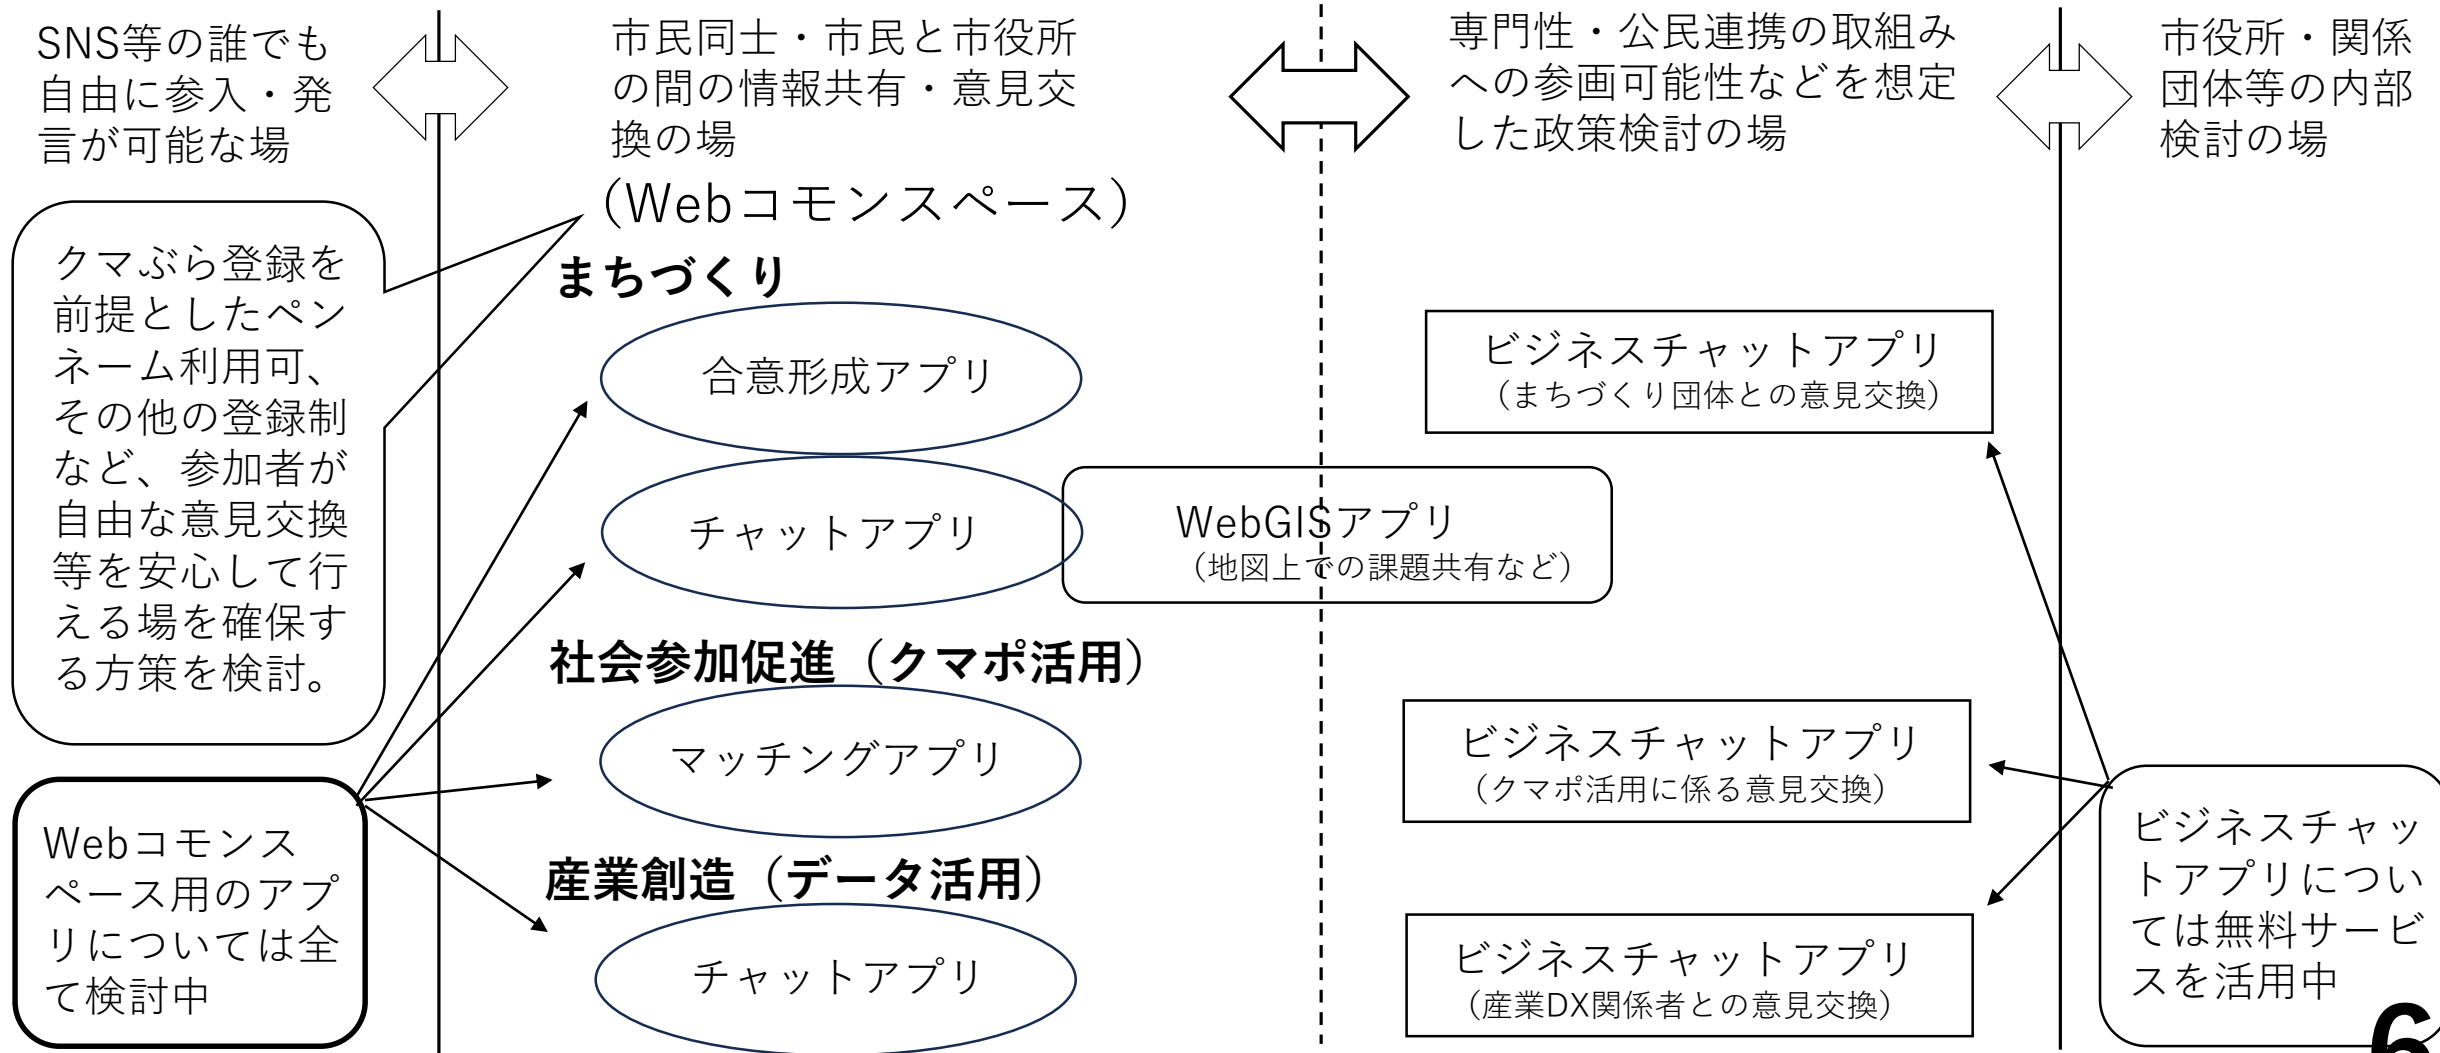 SNS等の誰でも
自由に参入・発
言が可能な場
市民同士・市民と市役所
の間の情報共有・意見交
換の場
（Webコモンスペース）
専門性・公民連携の取組み
への参画可能性などを想定
した政策検討の場
市役所・関係
団体等の内部
検討の場
クマぶら登録を
前提としたペン
ネーム利用可、
その他の登録制
など、参加者が
自由な意見交換
等を安心して行
える場を確保す
る方策を検討。
まちづくり
合意形成アプリ
チャットアプリ
WebGISアプリ
（地図上での課題共有など）
ビジネスチャットアプリ
（まちづくり団体との意見交換）
社会参加促進（クマポ活用）
マッチングアプリ
ビジネスチャットアプリ
（クマポ活用に係る意見交換）
産業創造（データ活用）
チャットアプリ
ビジネスチャットアプリ
（産業DX関係者との意見交換）
Webコモンス
ペース用のアプ
リについては全
て検討中
ビジネスチャッ
トアプリについ
ては無料サービ
スを活用中
6